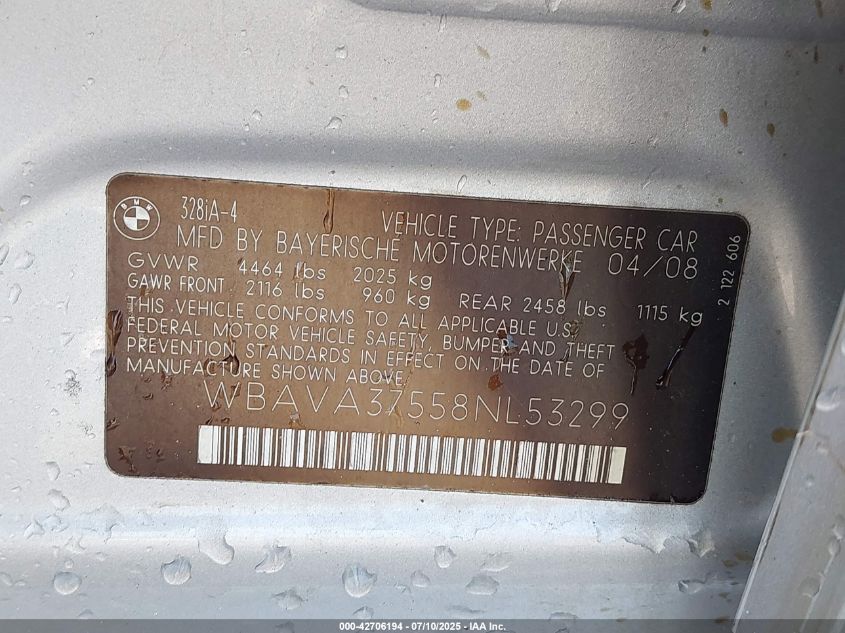 BMW
328iA-4
VEHICLE TYPE: PASSENGER CAR
MFD BY BAYERISCHE MOTORENWERKE 04/08
GVWR 4464 lbs 2025 kg
GAWR FRONT 2116 lbs 960 kg REAR 2458 lbs 1115 kg
THIS VEHICLE CONFORMS TO ALL APPLICABLE U.S.
FEDERAL MOTOR VEHICLE SAFETY, BUMPER AND THEFT
PREVENTION STANDARDS IN EFFECT ON THE DATE OF
MANUFACTURE SHOWN ABOVE.
WBAVA37558NL53299
2 122 606
000-42706194 - 07/10/2025 - IAA Inc.